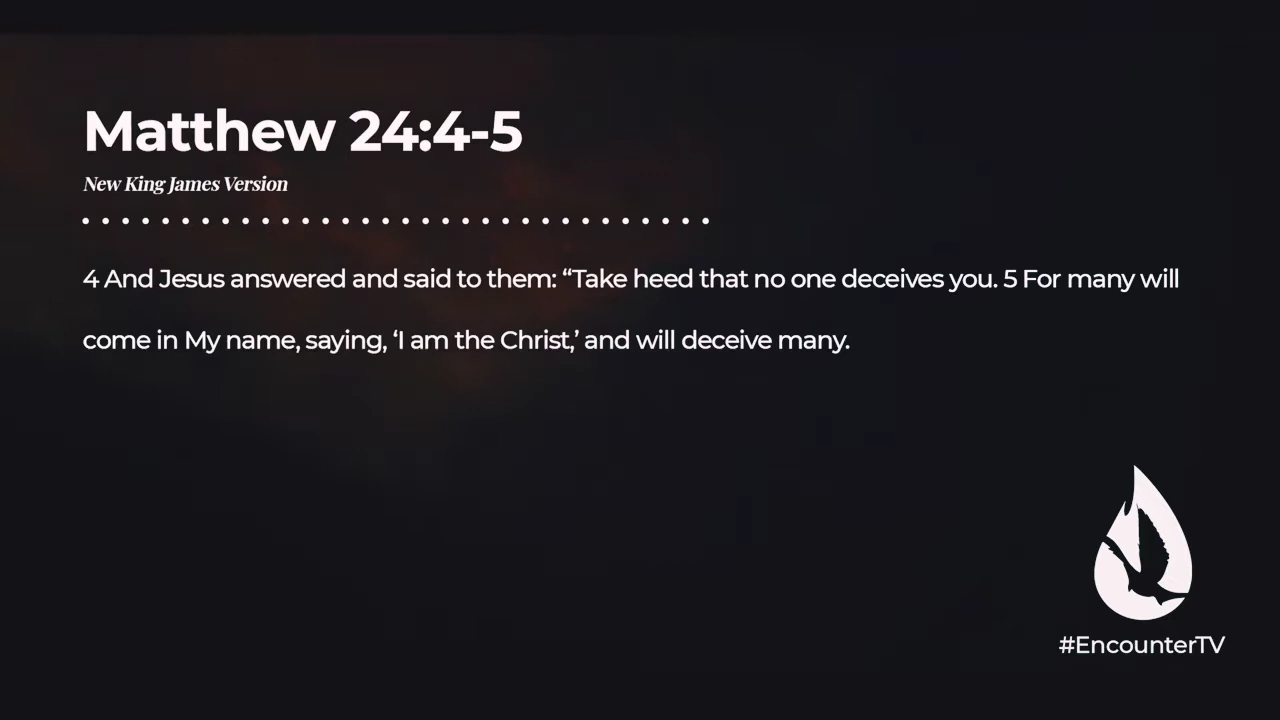 Matthew 24:4-5
New King James Version
4 And Jesus answered and said to them: “Take heed that no one deceives you. 5 For many will
come in My name, saying, ‘I am the Christ,’ and will deceive many.
#EncounterTV